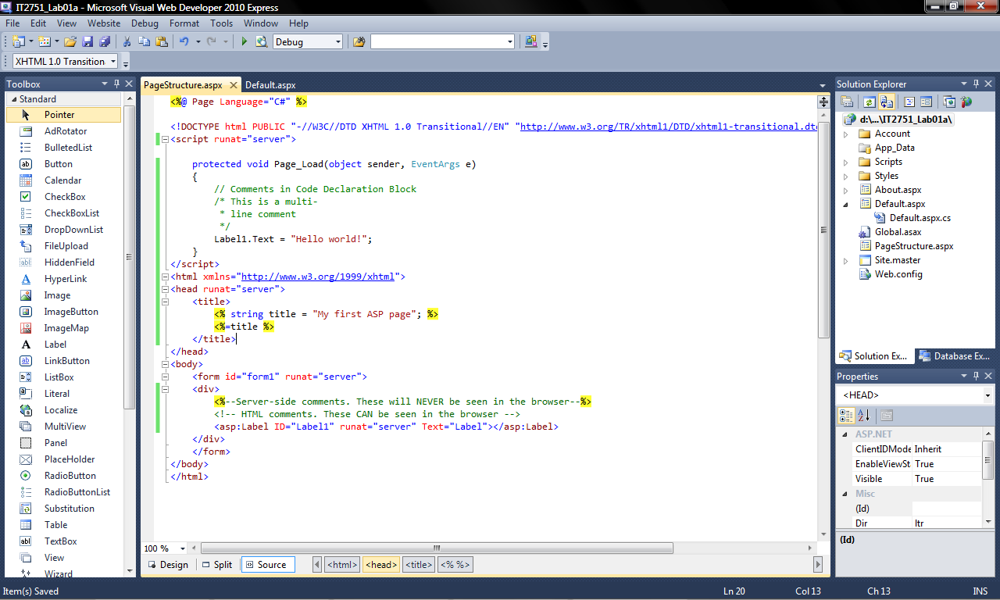 IT2751_Lab01a - Microsoft Visual Web Developer 2010 Express
File Edit View Website Debug Format Tools Window Help
Debug
XHTML 1.0 Transition
Toolbox
Standard
Pointer
AdRotator
BulletedList
Button
Calendar
CheckBox
CheckBoxList
DropDownList
FileUpload
HiddenField
HyperLink
Image
ImageButton
ImageMap
Label
LinkButton
ListBox
Literal
Localize
MultiView
Panel
PlaceHolder
RadioButton
RadioButtonList
Substitution
Table
TextBox
View
Wizard
PageStructure.aspx Default.aspx
<%@ Page Language="C#" %>
<!DOCTYPE html PUBLIC "-//W3C//DTD XHTML 1.0 Transitional//EN" "http://www.w3.org/TR/xhtml1/DTD/xhtml1-transitional.dtd
<script runat="server">
protected void Page_Load(object sender, EventArgs e)
{
// Comments in Code Declaration Block
/* This is a multi-
* line comment
*/
Label1.Text = "Hello world!";
}
</script>
<html xmlns="http://www.w3.org/1999/xhtml">
<head runat="server">
<title>
<% string title = "My first ASP page"; %>
<%=title %>
</title>
</head>
<body>
<form id="form1" runat="server">
<div>
<%--Server-side comments. These will NEVER be seen in the browser--%>
<!-- HTML comments. These CAN be seen in the browser -->
<asp:Label ID="Label1" runat="server" Text="Label"></asp:Label>
</div>
</form>
</body>
</html>
100 %
Design Split Source <html> <head> <title> <% %>
Solution Explorer
d:\...\IT2751_Lab01a\
Account
App_Data
Scripts
Styles
About.aspx
Default.aspx
Default.aspx.cs
Global.asax
PageStructure.aspx
Site.master
Web.config
Solution Ex... Database Ex...
Properties
<HEAD>
ASP.NET
ClientIDMode Inherit
EnableViewSt True
Visible True
Misc
(Id)
Dir ltr
(Id)
Item(s) Saved Ln 20 Col 13 Ch 13 INS